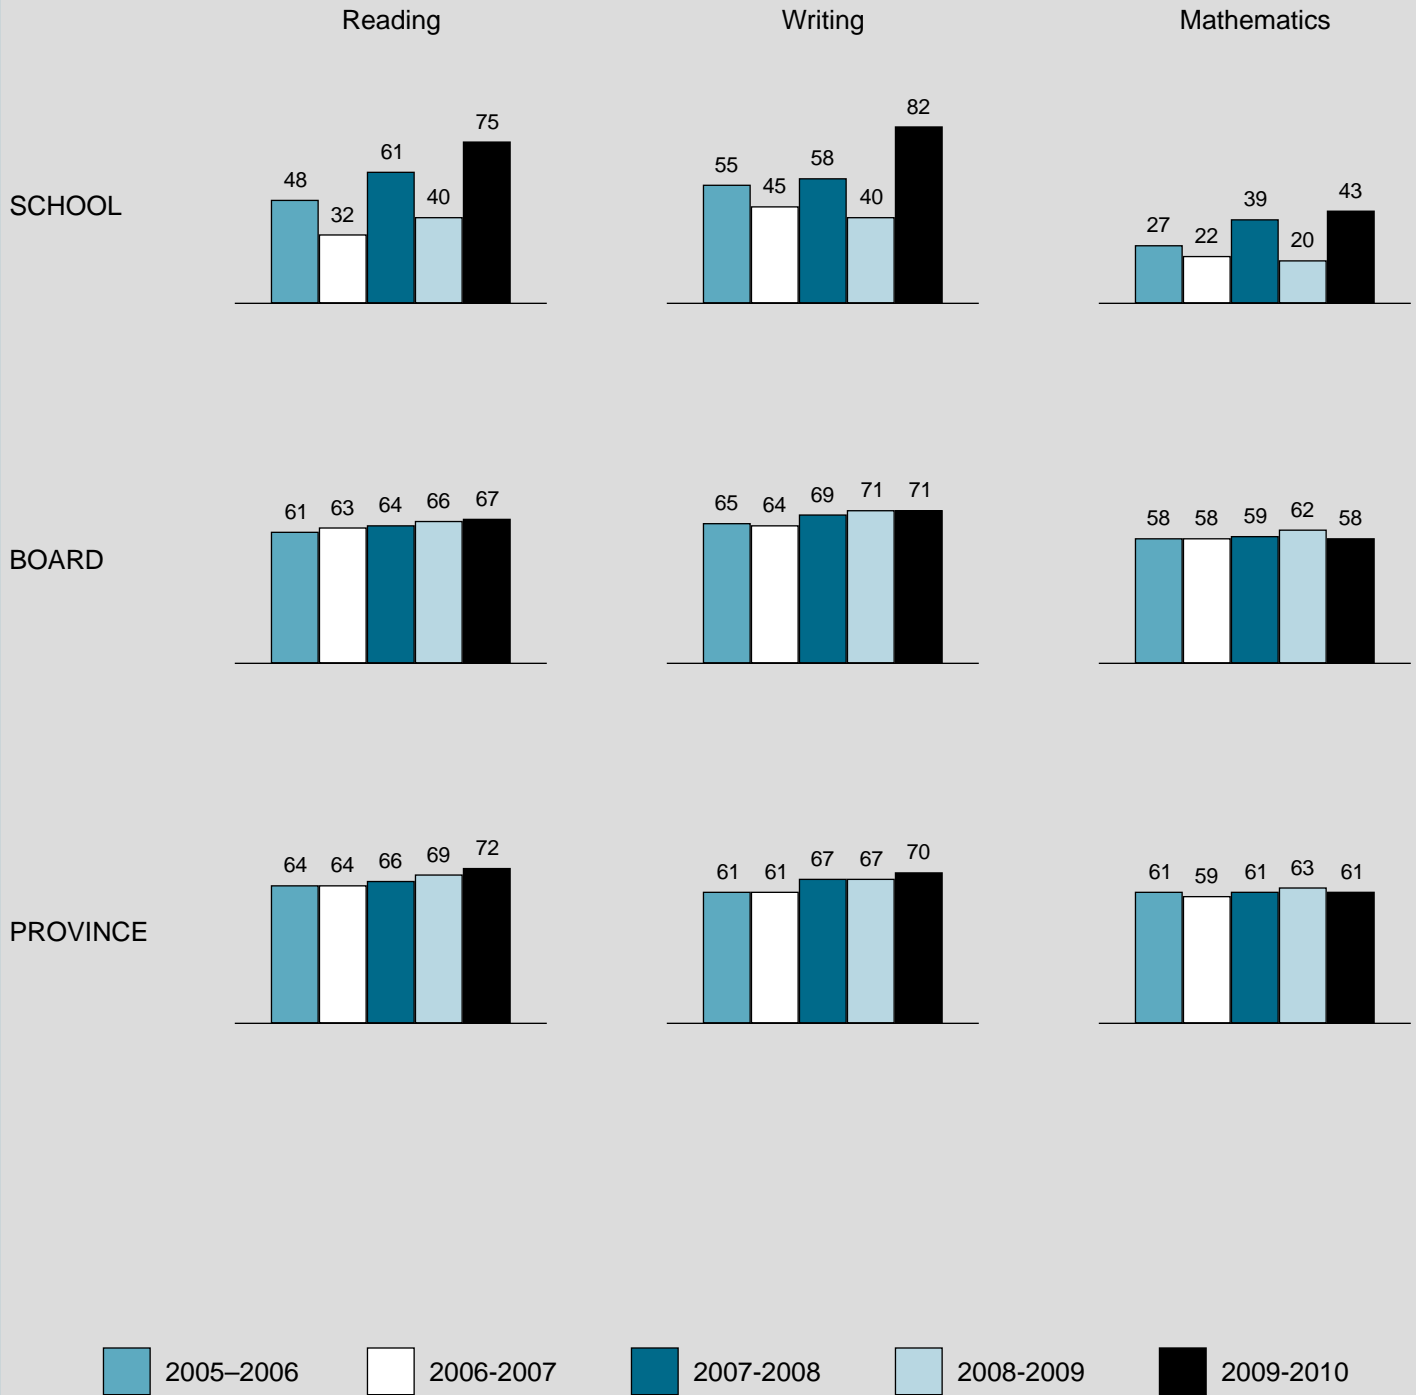 Reading Writing Mathematics
75
82
61
48
40
32
55
45
58
40
27
22
39
20
43
SCHOOL
61 63 64 66 67
65 64 69 71 71
58 58 59 62 58
BOARD
64 64 66 69 72
61 61 67 67 70
61 59 61 63 61
PROVINCE
2005–2006 2006-2007 2007-2008 2008-2009 2009-2010